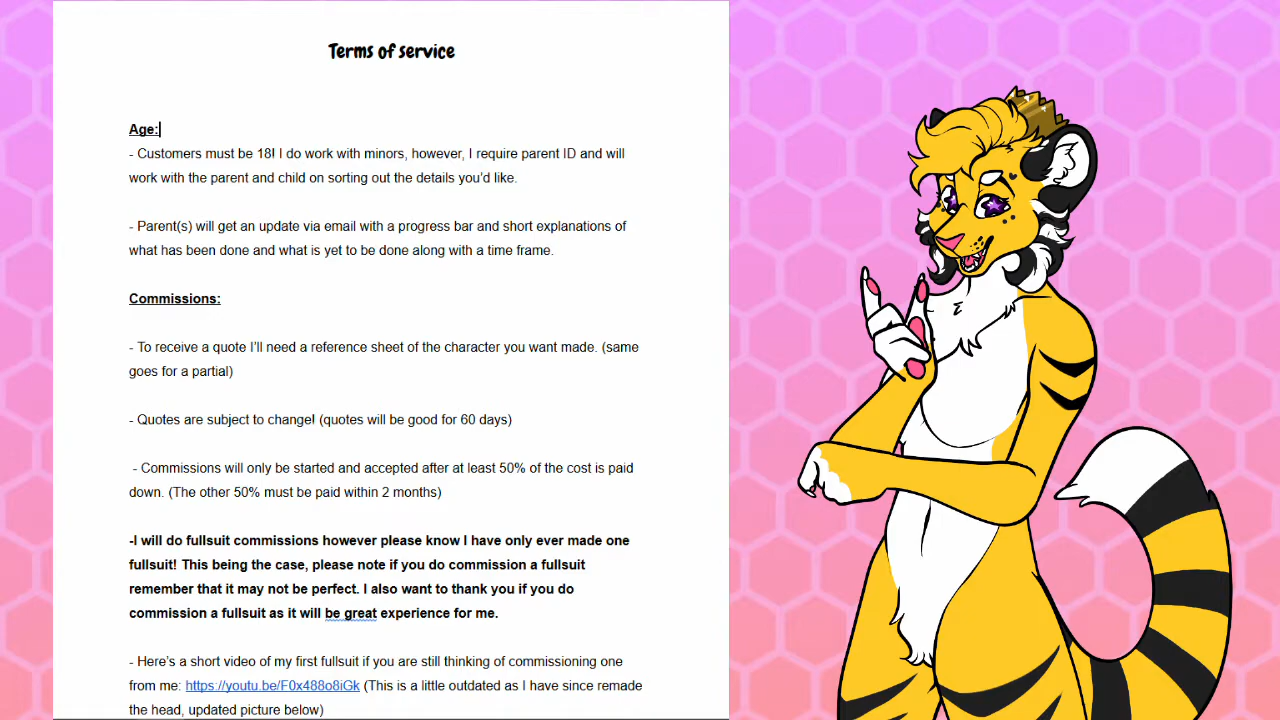 Terms of service
Age:
- Customers must be 18! I do work with minors, however, I require parent ID and will
work with the parent and child on sorting out the details you'd like.
- Parent(s) will get an update via email with a progress bar and short explanations of
what has been done and what is yet to be done along with a time frame.
Commissions:
- To receive a quote I'll need a reference sheet of the character you want made. (same
goes for a partial)
- Quotes are subject to change! (quotes will be good for 60 days)
- Commissions will only be started and accepted after at least 50% of the cost is paid
down. (The other 50% must be paid within 2 months)
-I will do fullsuit commissions however please know I have only ever made one
fullsuit! This being the case, please note if you do commission a fullsuit
remember that it may not be perfect. I also want to thank you if you do
commission a fullsuit as it will be great experience for me.
- Here's a short video of my first fullsuit if you are still thinking of commissioning one
from me: https://youtu.be/F0x488o8iGk (This is a little outdated as I have since remade
the head, updated picture below)